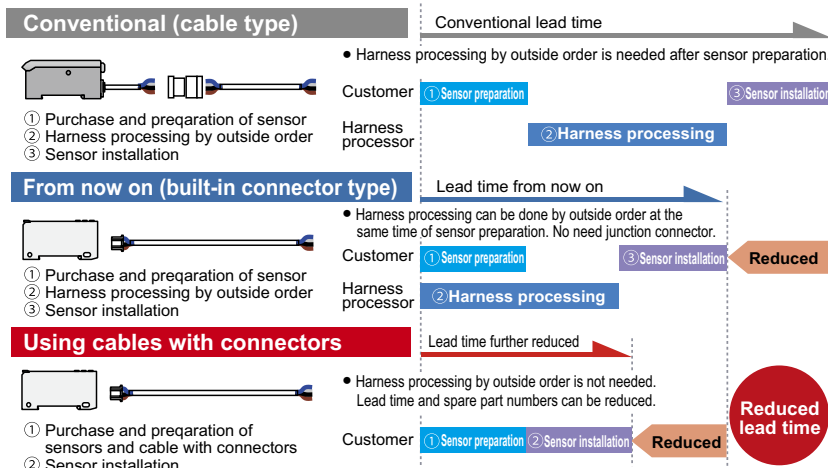 Conventional (cable type)
Conventional lead time
• Harness processing by outside order is needed after sensor preparation.
① Purchase and preqaration of sensor
② Harness processing by outside order
③ Sensor installation
Customer
①Sensor preparation
③Sensor installation
Harness
processor
②Harness processing
From now on (built-in connector type)
Lead time from now on
• Harness processing can be done by outside order at the
same time of sensor preparation. No need junction connector.
① Purchase and preqaration of sensor
② Harness processing by outside order
③ Sensor installation
Customer
①Sensor preparation
③Sensor installation
Reduced
Harness
processor
②Harness processing
Using cables with connectors
Lead time further reduced
• Harness processing by outside order is not needed.
Lead time and spare part numbers can be reduced.
① Purchase and preqaration of
sensors and cable with connectors
② Sensor installation
Customer
①Sensor preparation
②Sensor installation
Reduced
Reduced
lead time